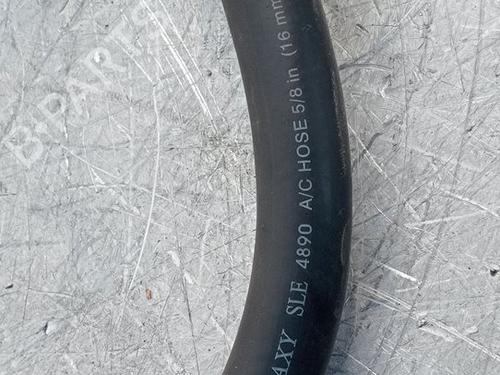 AXY SLE 4890 A/C HOSE 5/8 in (16 mm
B PARTS